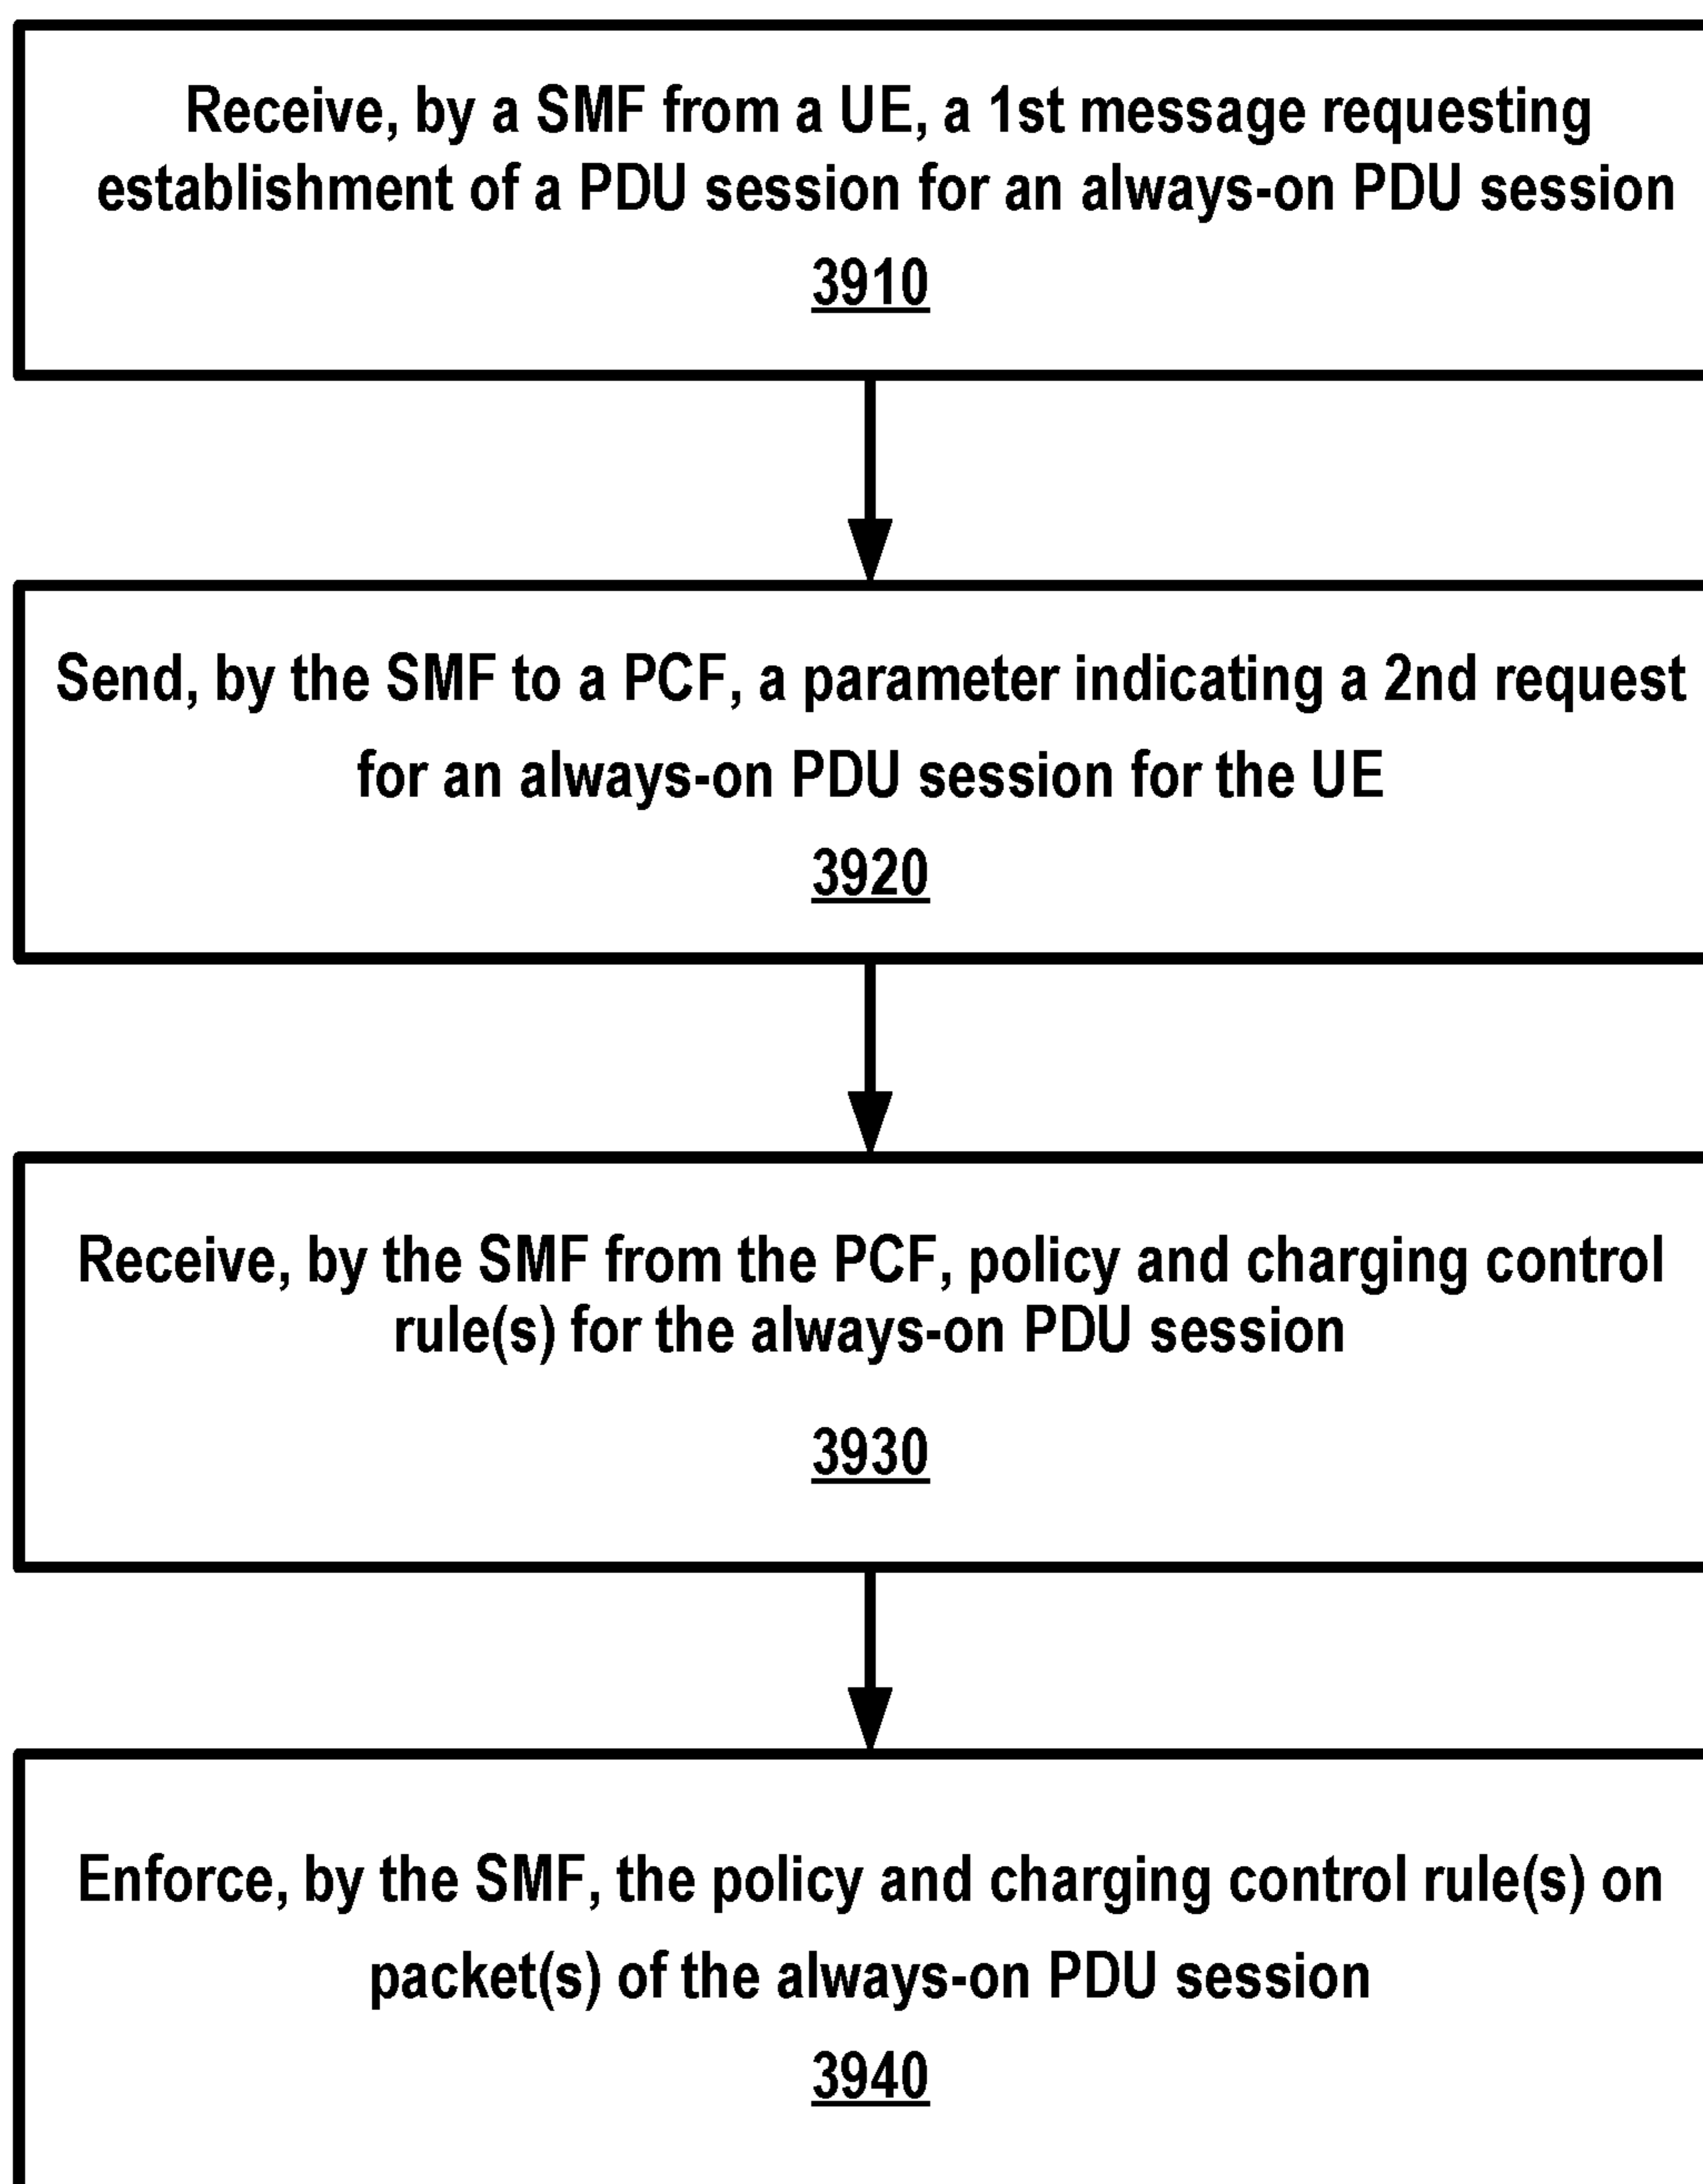 Receive, by a SMF from a UE, a 1st message requesting
establishment of a PDU session for an always-on PDU session
3910
Send, by the SMF to a PCF, a parameter indicating a 2nd request
for an always-on PDU session for the UE
3920
Receive, by the SMF from the PCF, policy and charging control
rule(s) for the always-on PDU session
3930
Enforce, by the SMF, the policy and charging control rule(s) on
packet(s) of the always-on PDU session
3940